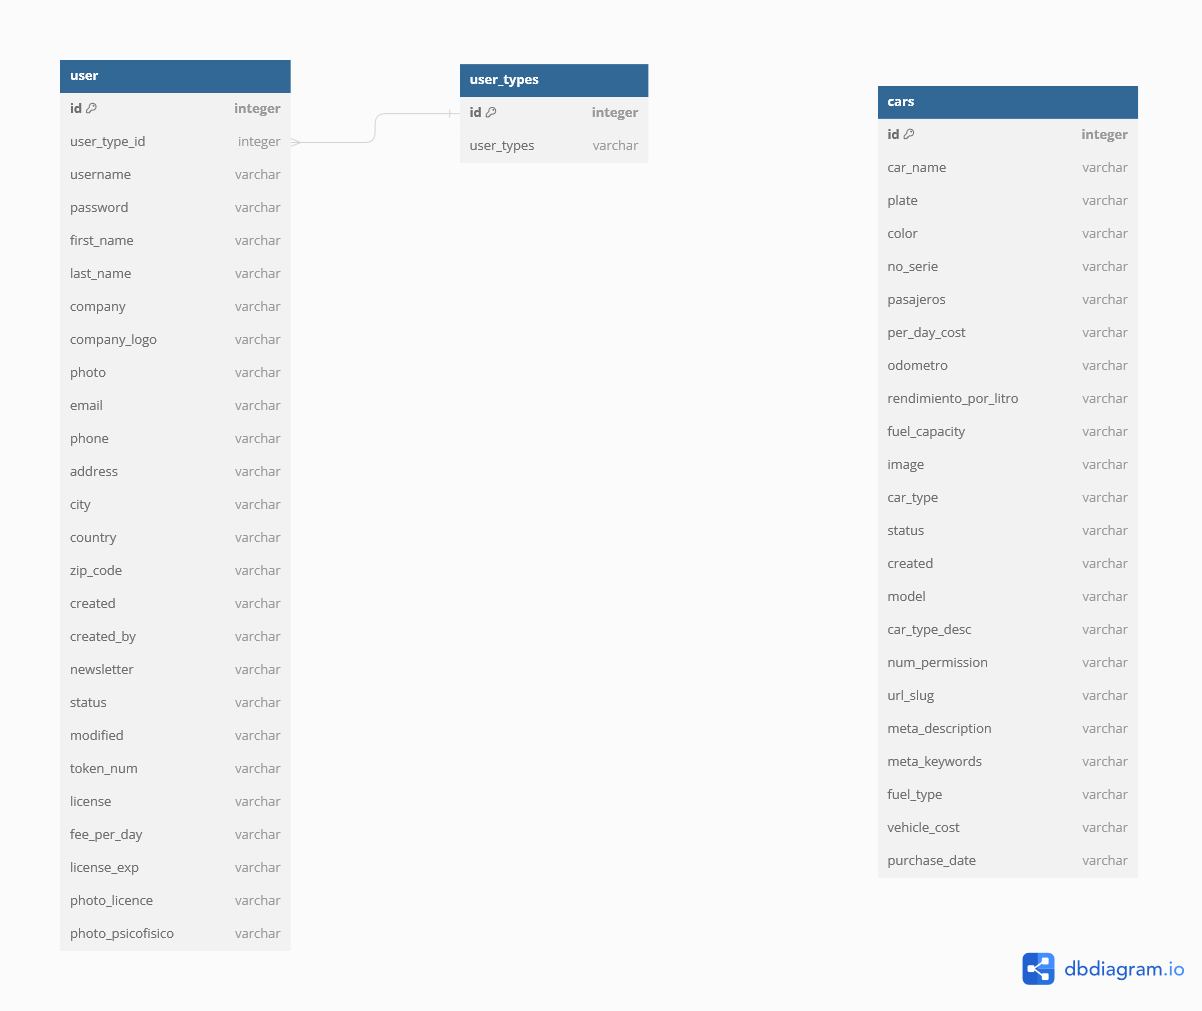 user
id integer
user_type_id integer
username varchar
password varchar
first_name varchar
last_name varchar
company varchar
company_logo varchar
photo varchar
email varchar
phone varchar
address varchar
city varchar
country varchar
zip_code varchar
created varchar
created_by varchar
newsletter varchar
status varchar
modified varchar
token_num varchar
license varchar
fee_per_day varchar
license_exp varchar
photo_licence varchar
photo_psicofisico varchar
user_types
id integer
user_types varchar
cars
id integer
car_name varchar
plate varchar
color varchar
no_serie varchar
pasajeros varchar
per_day_cost varchar
odometro varchar
rendimiento_por_litro varchar
fuel_capacity varchar
image varchar
car_type varchar
status varchar
created varchar
model varchar
car_type_desc varchar
num_permission varchar
url_slug varchar
meta_description varchar
meta_keywords varchar
fuel_type varchar
vehicle_cost varchar
purchase_date varchar
dbdiagram.io